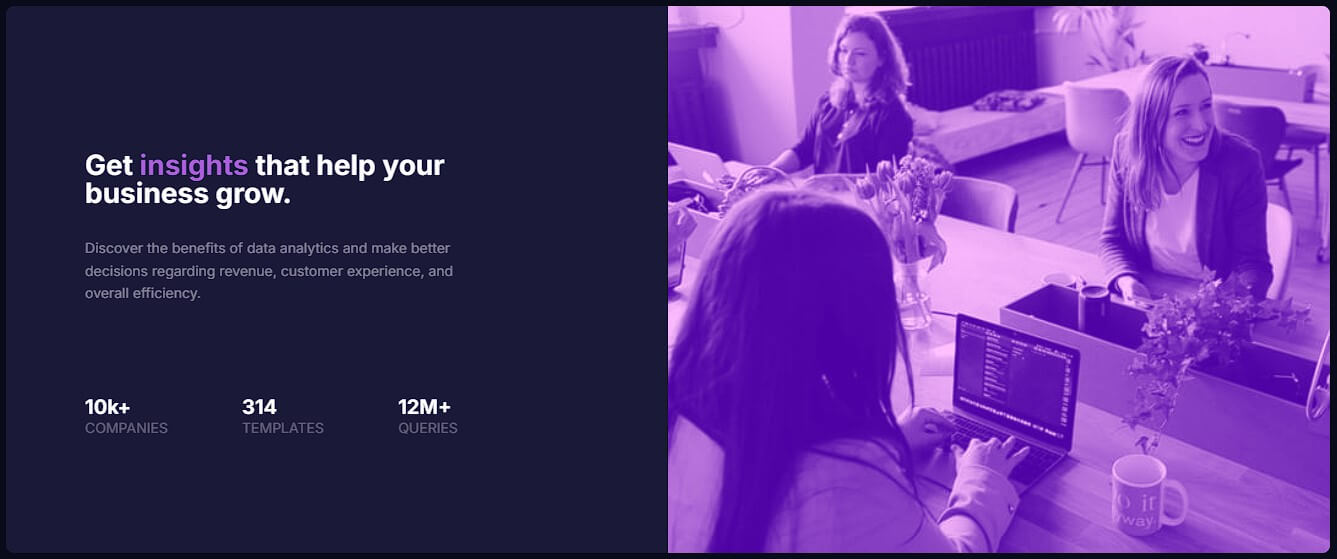 Get insights that help your
business grow.
Discover the benefits of data analytics and make better
decisions regarding revenue, customer experience, and
overall efficiency.
10k+ 314 12M+
COMPANIES TEMPLATES QUERIES
o it
yway